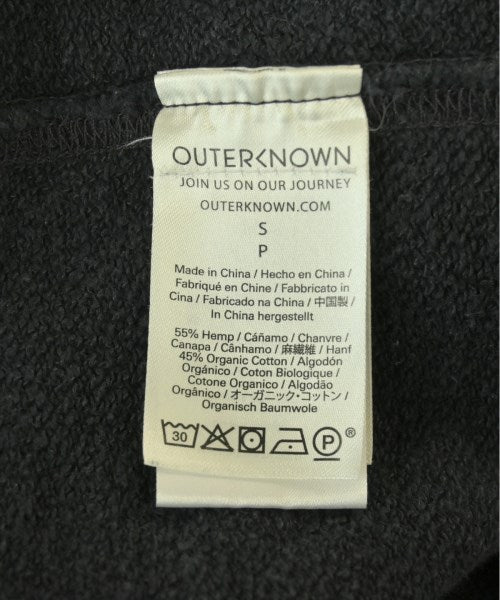 OUTERKNOWN
JOIN US ON OUR JOURNEY
OUTERKNOWN.COM
S
P
Made in China / Hecho en China /
Fabriqué en Chine / Fabbricato in
Cina / Fabricado na China / 中国製 /
In China hergestellt
55% Hemp / Cáñamo / Chanvre /
Canapa / Cânhamo / 麻繊維 / Hanf
45% Organic Cotton / Algodón
Orgánico / Coton Biologique /
Cotone Organico / Algodão
Orgânico / オーガニック・コットン /
Organisch Baumwole
30 P ®